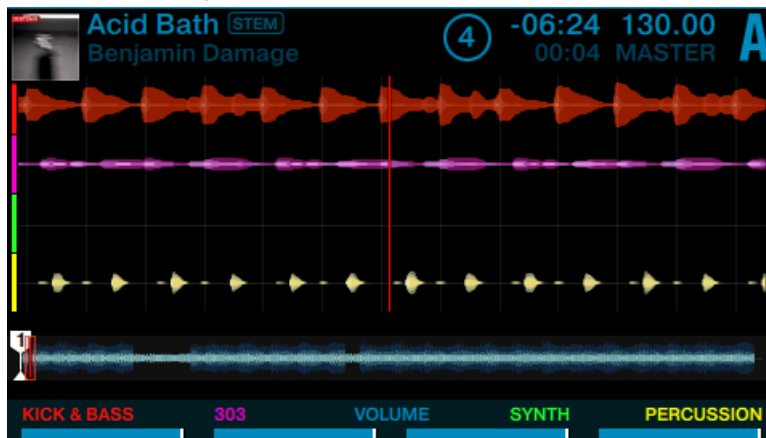 Acid Bath STEM
Benjamin Damage
4
-06:24 130.00
00:04 MASTER
A
1
KICK & BASS 303 VOLUME SYNTH PERCUSSION